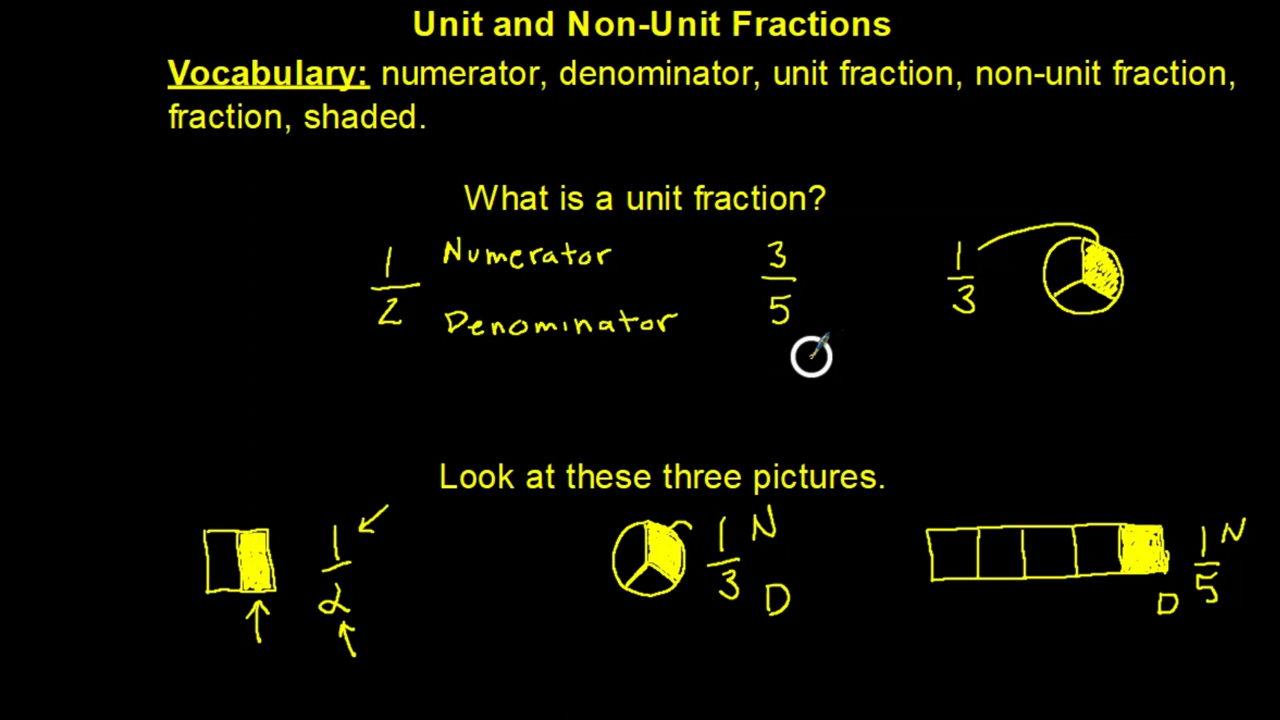 Unit and Non-Unit Fractions
Vocabulary: numerator, denominator, unit fraction, non-unit fraction,
fraction, shaded.
What is a unit fraction?
1/2 Numerator Denominator 3/5 1/3
Look at these three pictures.
1/2 1/3 N D 1/5 N D